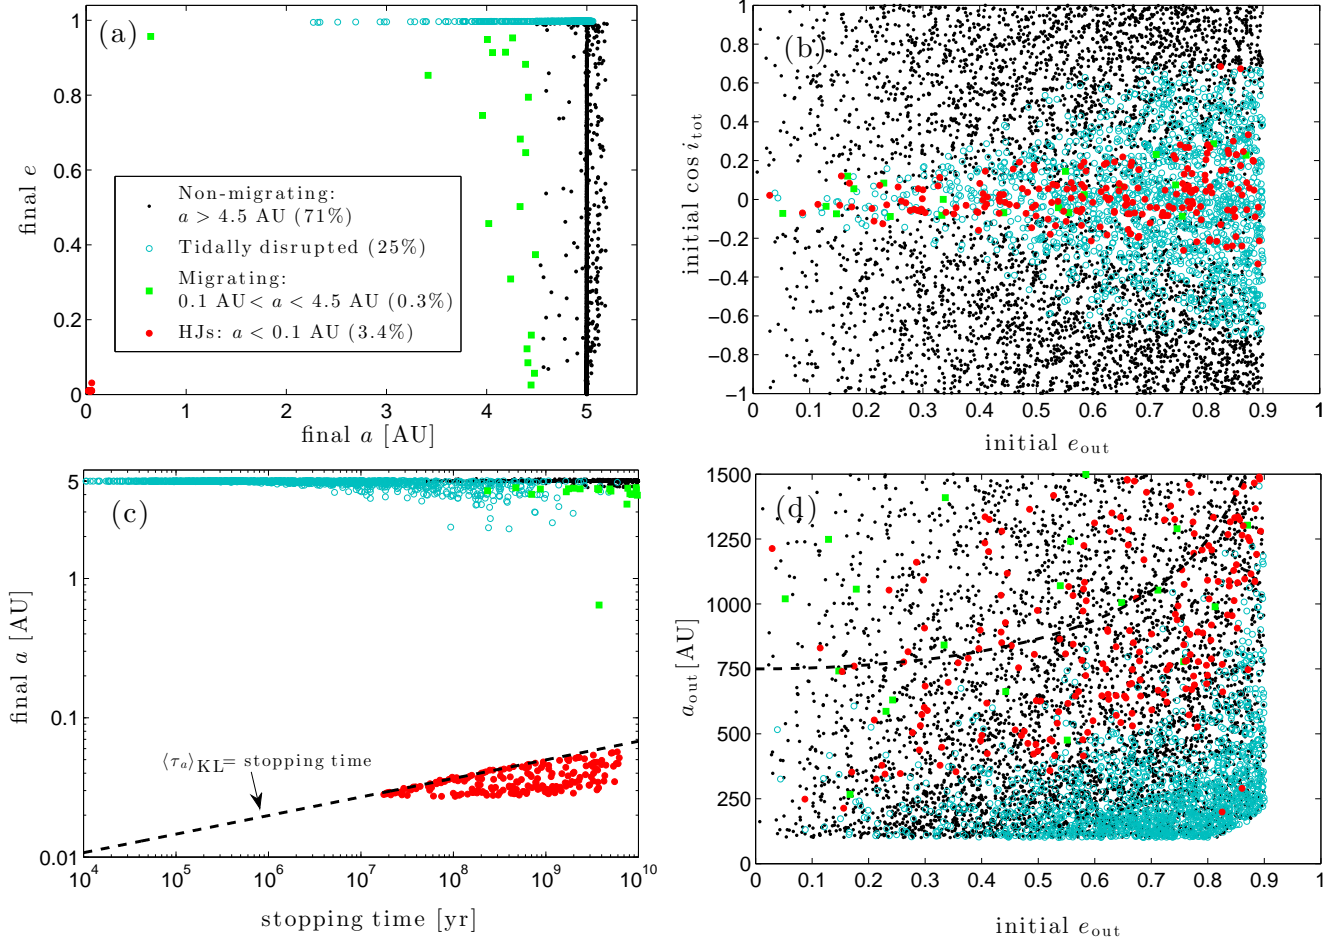 (a)
final e
1
0.8
0.6
0.4
0.2
0
Non-migrating:
a > 4.5 AU (71%)
Tidally disrupted (25%)
Migrating:
0.1 AU< a < 4.5 AU (0.3%)
HJs: a < 0.1 AU (3.4%)
0 1 2 3 4 5
final a [AU]
(b)
initial cos i_tot
1
0.8
0.6
0.4
0.2
0
−0.2
−0.4
−0.6
−0.8
−1
0 0.1 0.2 0.3 0.4 0.5 0.6 0.7 0.8 0.9 1
initial e_out
(c)
final a [AU]
5
1
0.1
0.01
⟨τ_a⟩_KL= stopping time
10^4 10^5 10^6 10^7 10^8 10^9 10^10
stopping time [yr]
(d)
a_out [AU]
1500
1250
1000
750
500
250
0
0 0.1 0.2 0.3 0.4 0.5 0.6 0.7 0.8 0.9 1
initial e_out